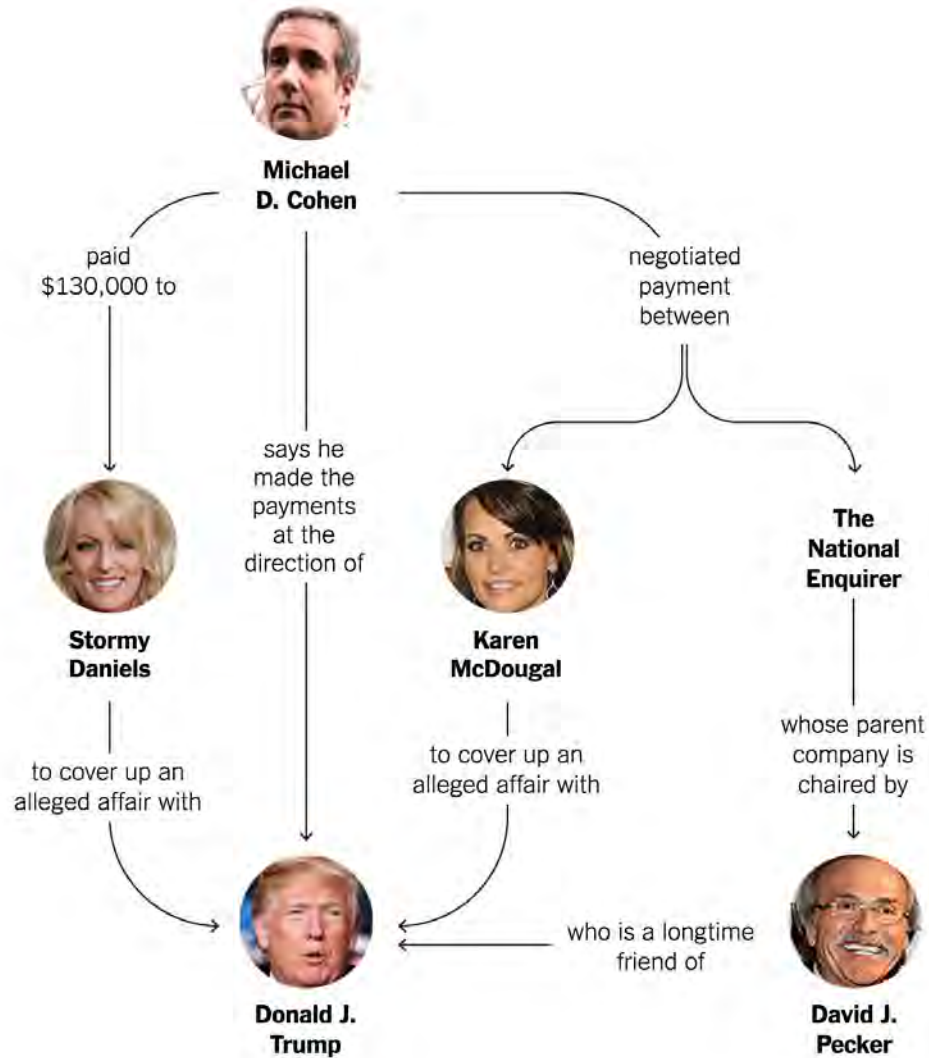 Michael
D. Cohen
paid
$130,000 to
negotiated
payment
between
says he
made the
payments
at the
direction of
Stormy
Daniels
Karen
McDougal
The
National
Enquirer
to cover up an
alleged affair with
to cover up an
alleged affair with
whose parent
company is
chaired by
who is a longtime
friend of
Donald J.
Trump
David J.
Pecker